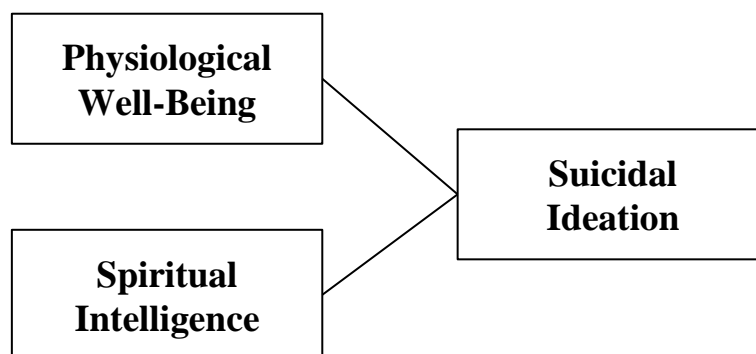 Physiological
Well-Being
Suicidal
Ideation
Spiritual
Intelligence